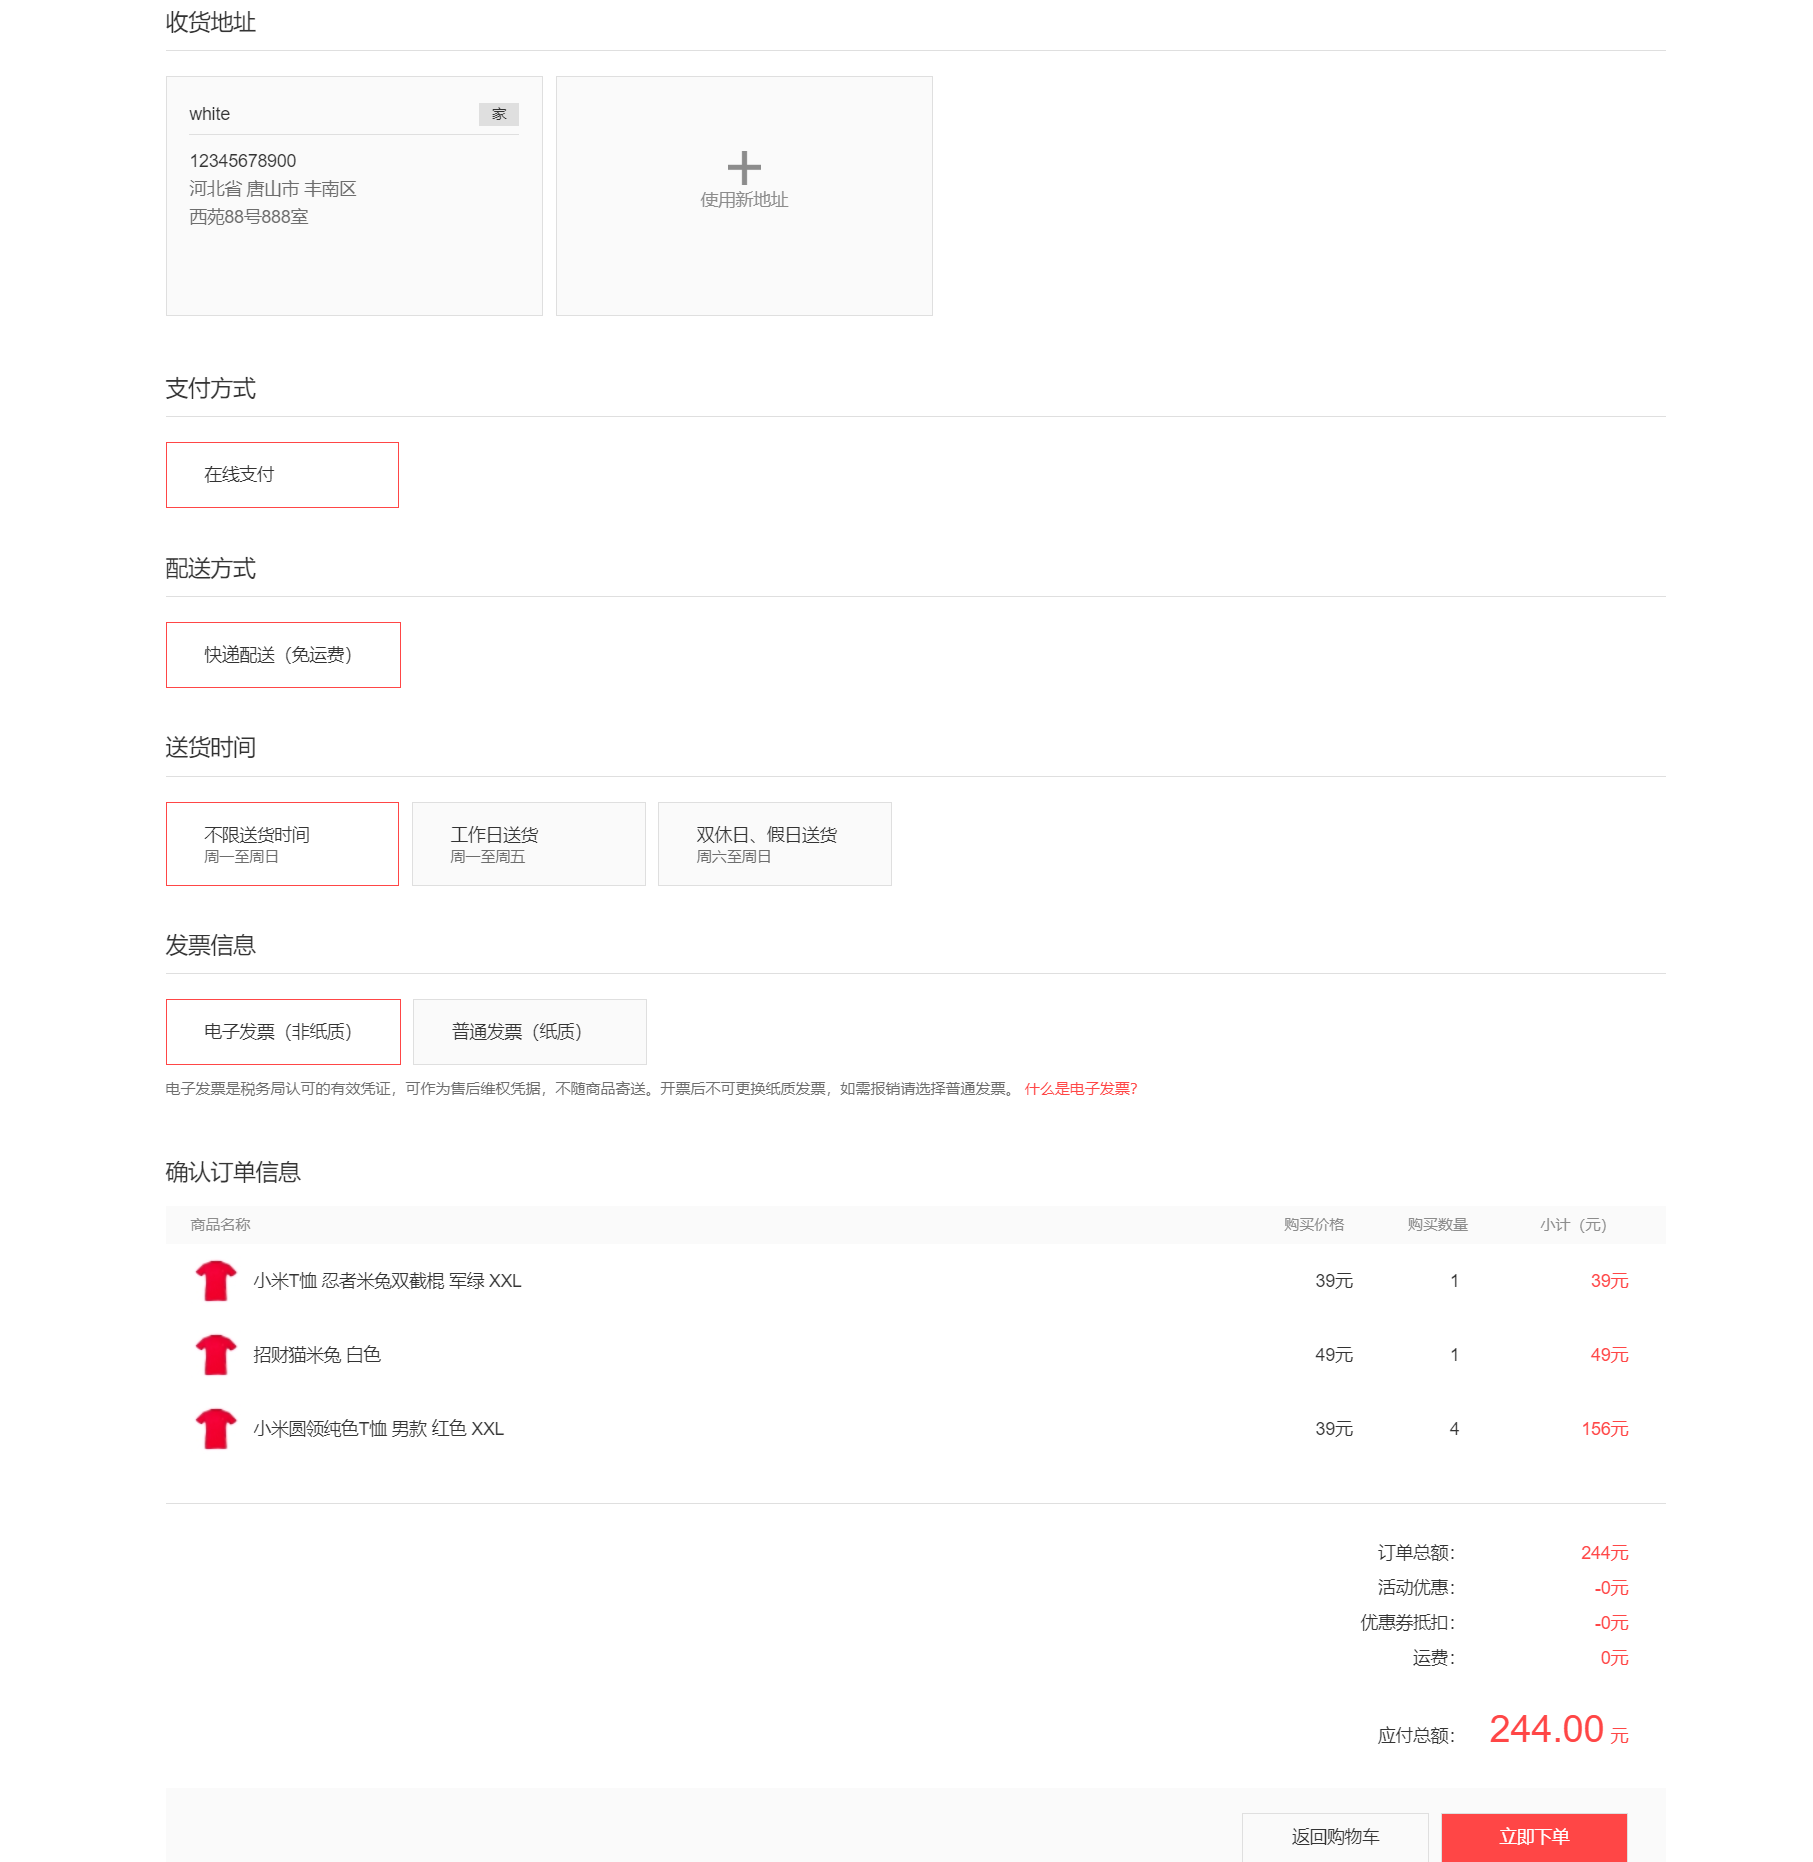 收货地址
white 家
12345678900
河北省 唐山市 丰南区
西苑88号888室
使用新地址
支付方式
在线支付
配送方式
快递配送（免运费）
送货时间
不限送货时间
周一至周日
工作日送货
周一至周五
双休日、假日送货
周六至周日
发票信息
电子发票（非纸质） 普通发票（纸质）
电子发票是税务局认可的有效凭证，可作为售后维权凭据，不随商品寄送。开票后不可更换纸质发票，如需报销请选择普通发票。 什么是电子发票?
确认订单信息
商品名称 购买价格 购买数量 小计（元）
小米T恤 忍者米兔双截棍 军绿 XXL 39元 1 39元
招财猫米兔 白色 49元 1 49元
小米圆领纯色T恤 男款 红色 XXL 39元 4 156元
订单总额： 244元
活动优惠： -0元
优惠券抵扣： -0元
运费： 0元
应付总额： 244.00 元
返回购物车 立即下单